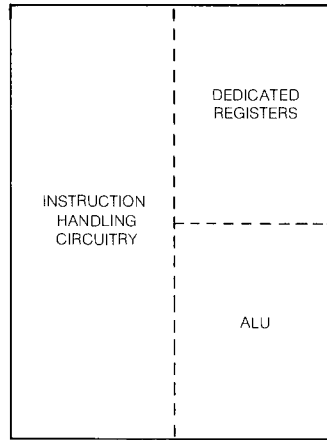 INSTRUCTION
HANDLING
CIRCUITRY
DEDICATED
REGISTERS
ALU